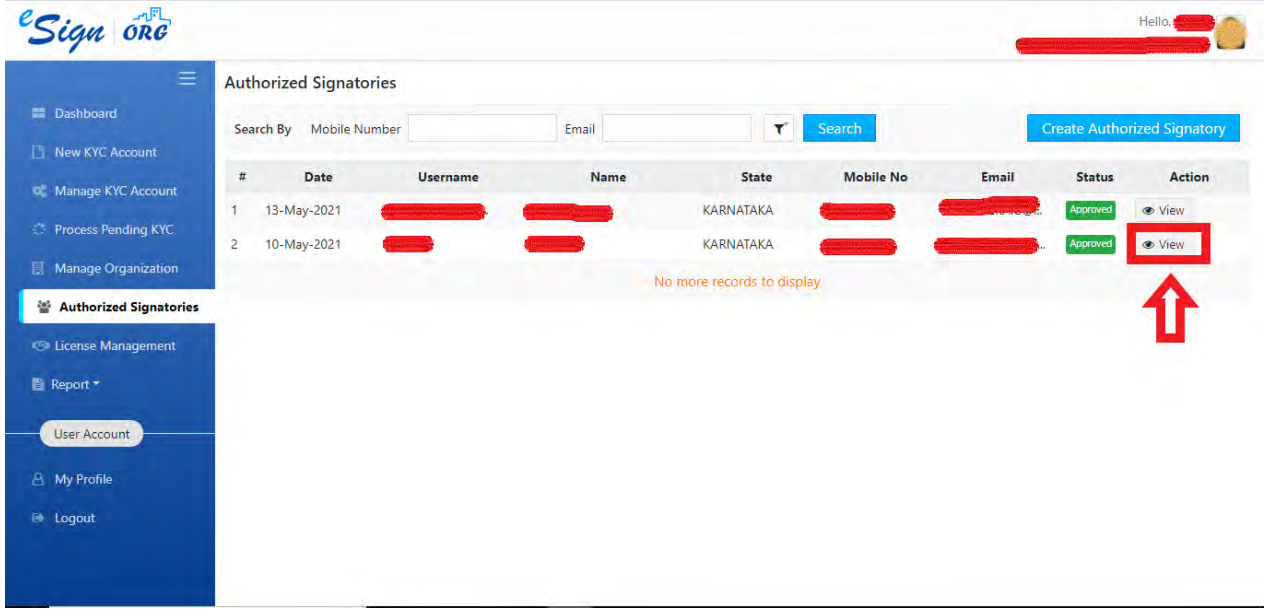 eSign ORG
Hello,
Dashboard
New KYC Account
Manage KYC Account
Process Pending KYC
Manage Organization
Authorized Signatories
License Management
Report
User Account
My Profile
Logout
Authorized Signatories
Search By Mobile Number Email Search Create Authorized Signatory
# Date Username Name State Mobile No Email Status Action
1 13-May-2021 KARNATAKA Approved View
2 10-May-2021 KARNATAKA ... Approved View
No more records to display